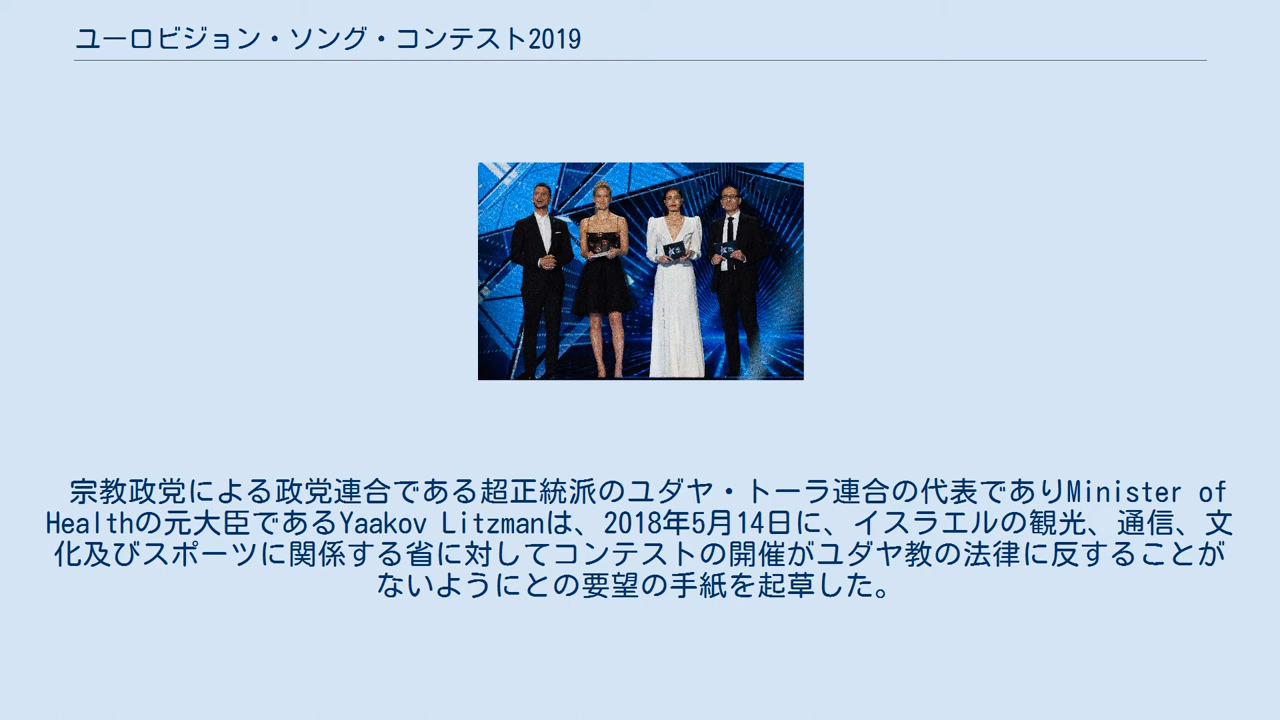 ユーロビジョン・ソング・コンテスト2019
宗教政党による政党連合である超正統派のユダヤ・トーラ連合の代表でありMinister of
Healthの元大臣であるYaakov Litzmanは、2018年5月14日に、イスラエルの観光、通信、文
化及びスポーツに関係する省に対してコンテストの開催がユダヤ教の法律に反することが
ないようにとの要望の手紙を起草した。